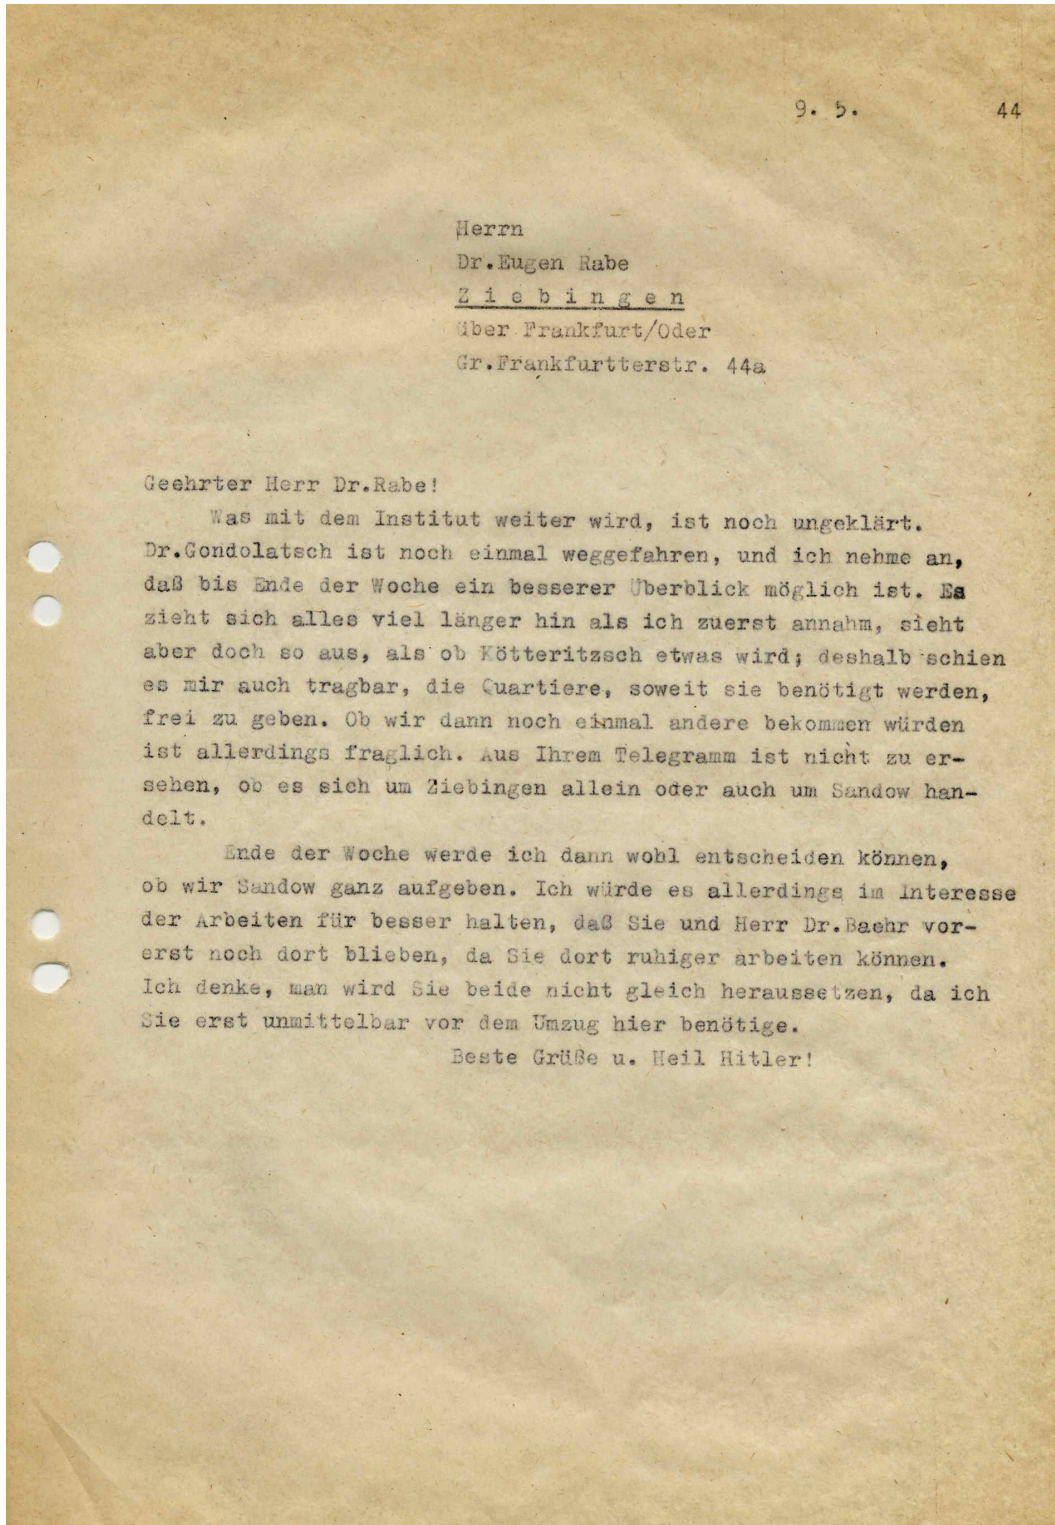 9. 5. 44
Herrn
Dr.Eugen Rabe
Z i e b i n g e n
über Frankfurt/Oder
Gr.Frankfurtterstr. 44a
Geehrter Herr Dr.Rabe!
Was mit dem Institut weiter wird, ist noch ungeklärt.
Dr.Gondolatsch ist noch einmal weggefahren, und ich nehme an,
daß bis Ende der Woche ein besserer Überblick möglich ist. Es
zieht sich alles viel länger hin als ich zuerst annahm, sieht
aber doch so aus, als ob Kötteritzsch etwas wird; deshalb schien
es mir auch tragbar, die Quartiere, soweit sie benötigt werden,
frei zu geben. Ob wir dann noch einmal andere bekommen würden
ist allerdings fraglich. Aus Ihrem Telegramm ist nicht zu er-
sehen, ob es sich um Ziebingen allein oder auch um Sandow han-
delt.
Ende der Woche werde ich dann wohl entscheiden können,
ob wir Sandow ganz aufgeben. Ich würde es allerdings im Interesse
der Arbeiten für besser halten, daß Sie und Herr Dr.Baehr vor-
erst noch dort blieben, da Sie dort ruhiger arbeiten können.
Ich denke, man wird Sie beide nicht gleich heraussetzen, da ich
Sie erst unmittelbar vor dem Umzug hier benötige.
Beste Grüße u. Heil Hitler!